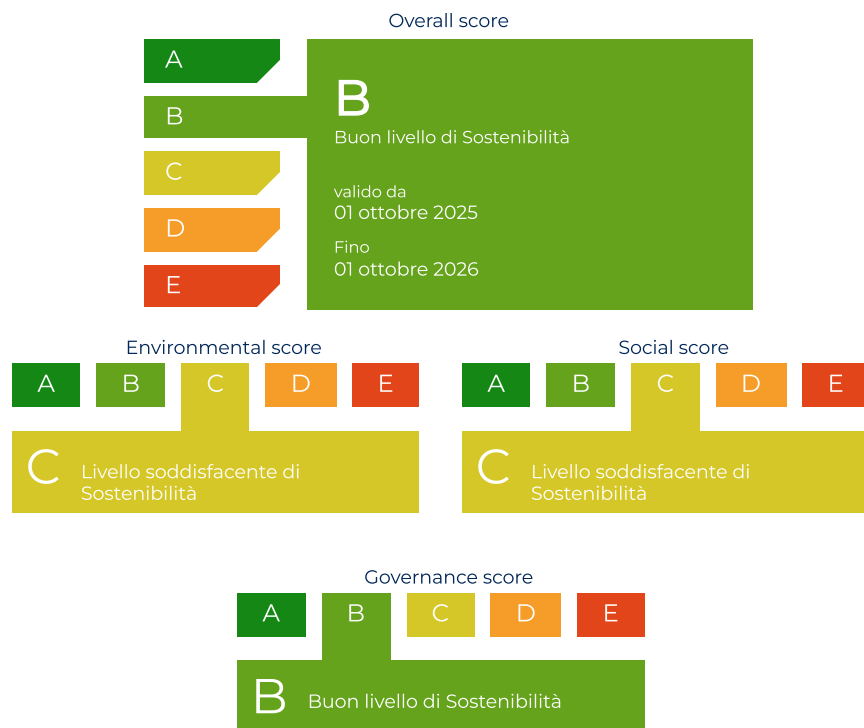 Overall score
A
B
C
D
E
B
Buon livello di Sostenibilità
valido da
01 ottobre 2025
Fino
01 ottobre 2026
Environmental score
A B C D E
C
Livello soddisfacente di
Sostenibilità
Social score
A B C D E
C
Livello soddisfacente di
Sostenibilità
Governance score
A B C D E
B
Buon livello di Sostenibilità